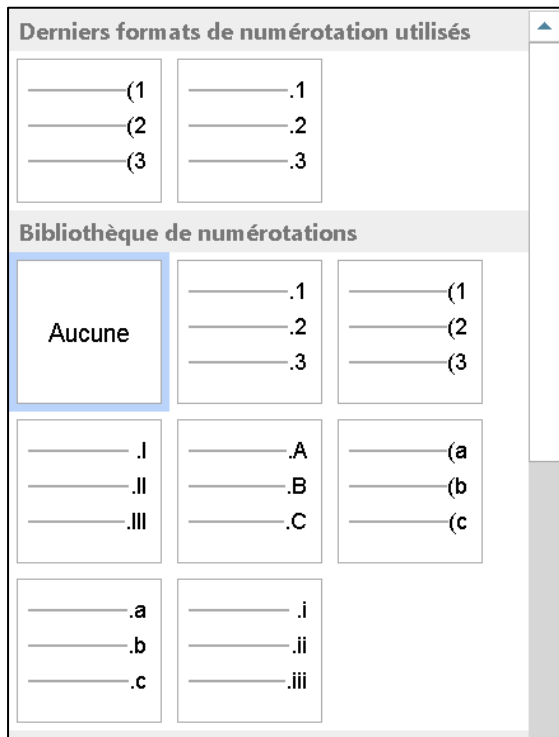 Derniers formats de numérotation utilisés
(1
(2
(3
.1
.2
.3
Bibliothèque de numérotations
Aucune
.1
.2
.3
(1
(2
(3
.I
.II
.III
.A
.B
.C
(a
(b
(c
.a
.b
.c
.i
.ii
.iii